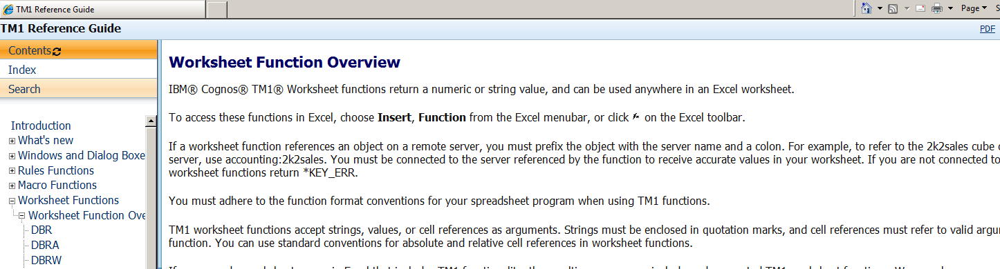 TM1 Reference Guide
Page
TM1 Reference Guide
PDF
Contents
Index
Search
Introduction
What's new
Windows and Dialog Boxe
Rules Functions
Macro Functions
Worksheet Functions
Worksheet Function Ove
DBR
DBRA
DBRW
Worksheet Function Overview
IBM® Cognos® TM1® Worksheet functions return a numeric or string value, and can be used anywhere in an Excel worksheet.
To access these functions in Excel, choose Insert, Function from the Excel menubar, or click fx on the Excel toolbar.
If a worksheet function references an object on a remote server, you must prefix the object with the server name and a colon. For example, to refer to the 2k2sales cube
server, use accounting:2k2sales. You must be connected to the server referenced by the function to receive accurate values in your worksheet. If you are not connected to
worksheet functions return *KEY_ERR.
You must adhere to the function format conventions for your spreadsheet program when using TM1 functions.
TM1 worksheet functions accept strings, values, or cell references as arguments. Strings must be enclosed in quotation marks, and cell references must refer to valid argu
function. You can use standard conventions for absolute and relative cell references in worksheet functions.